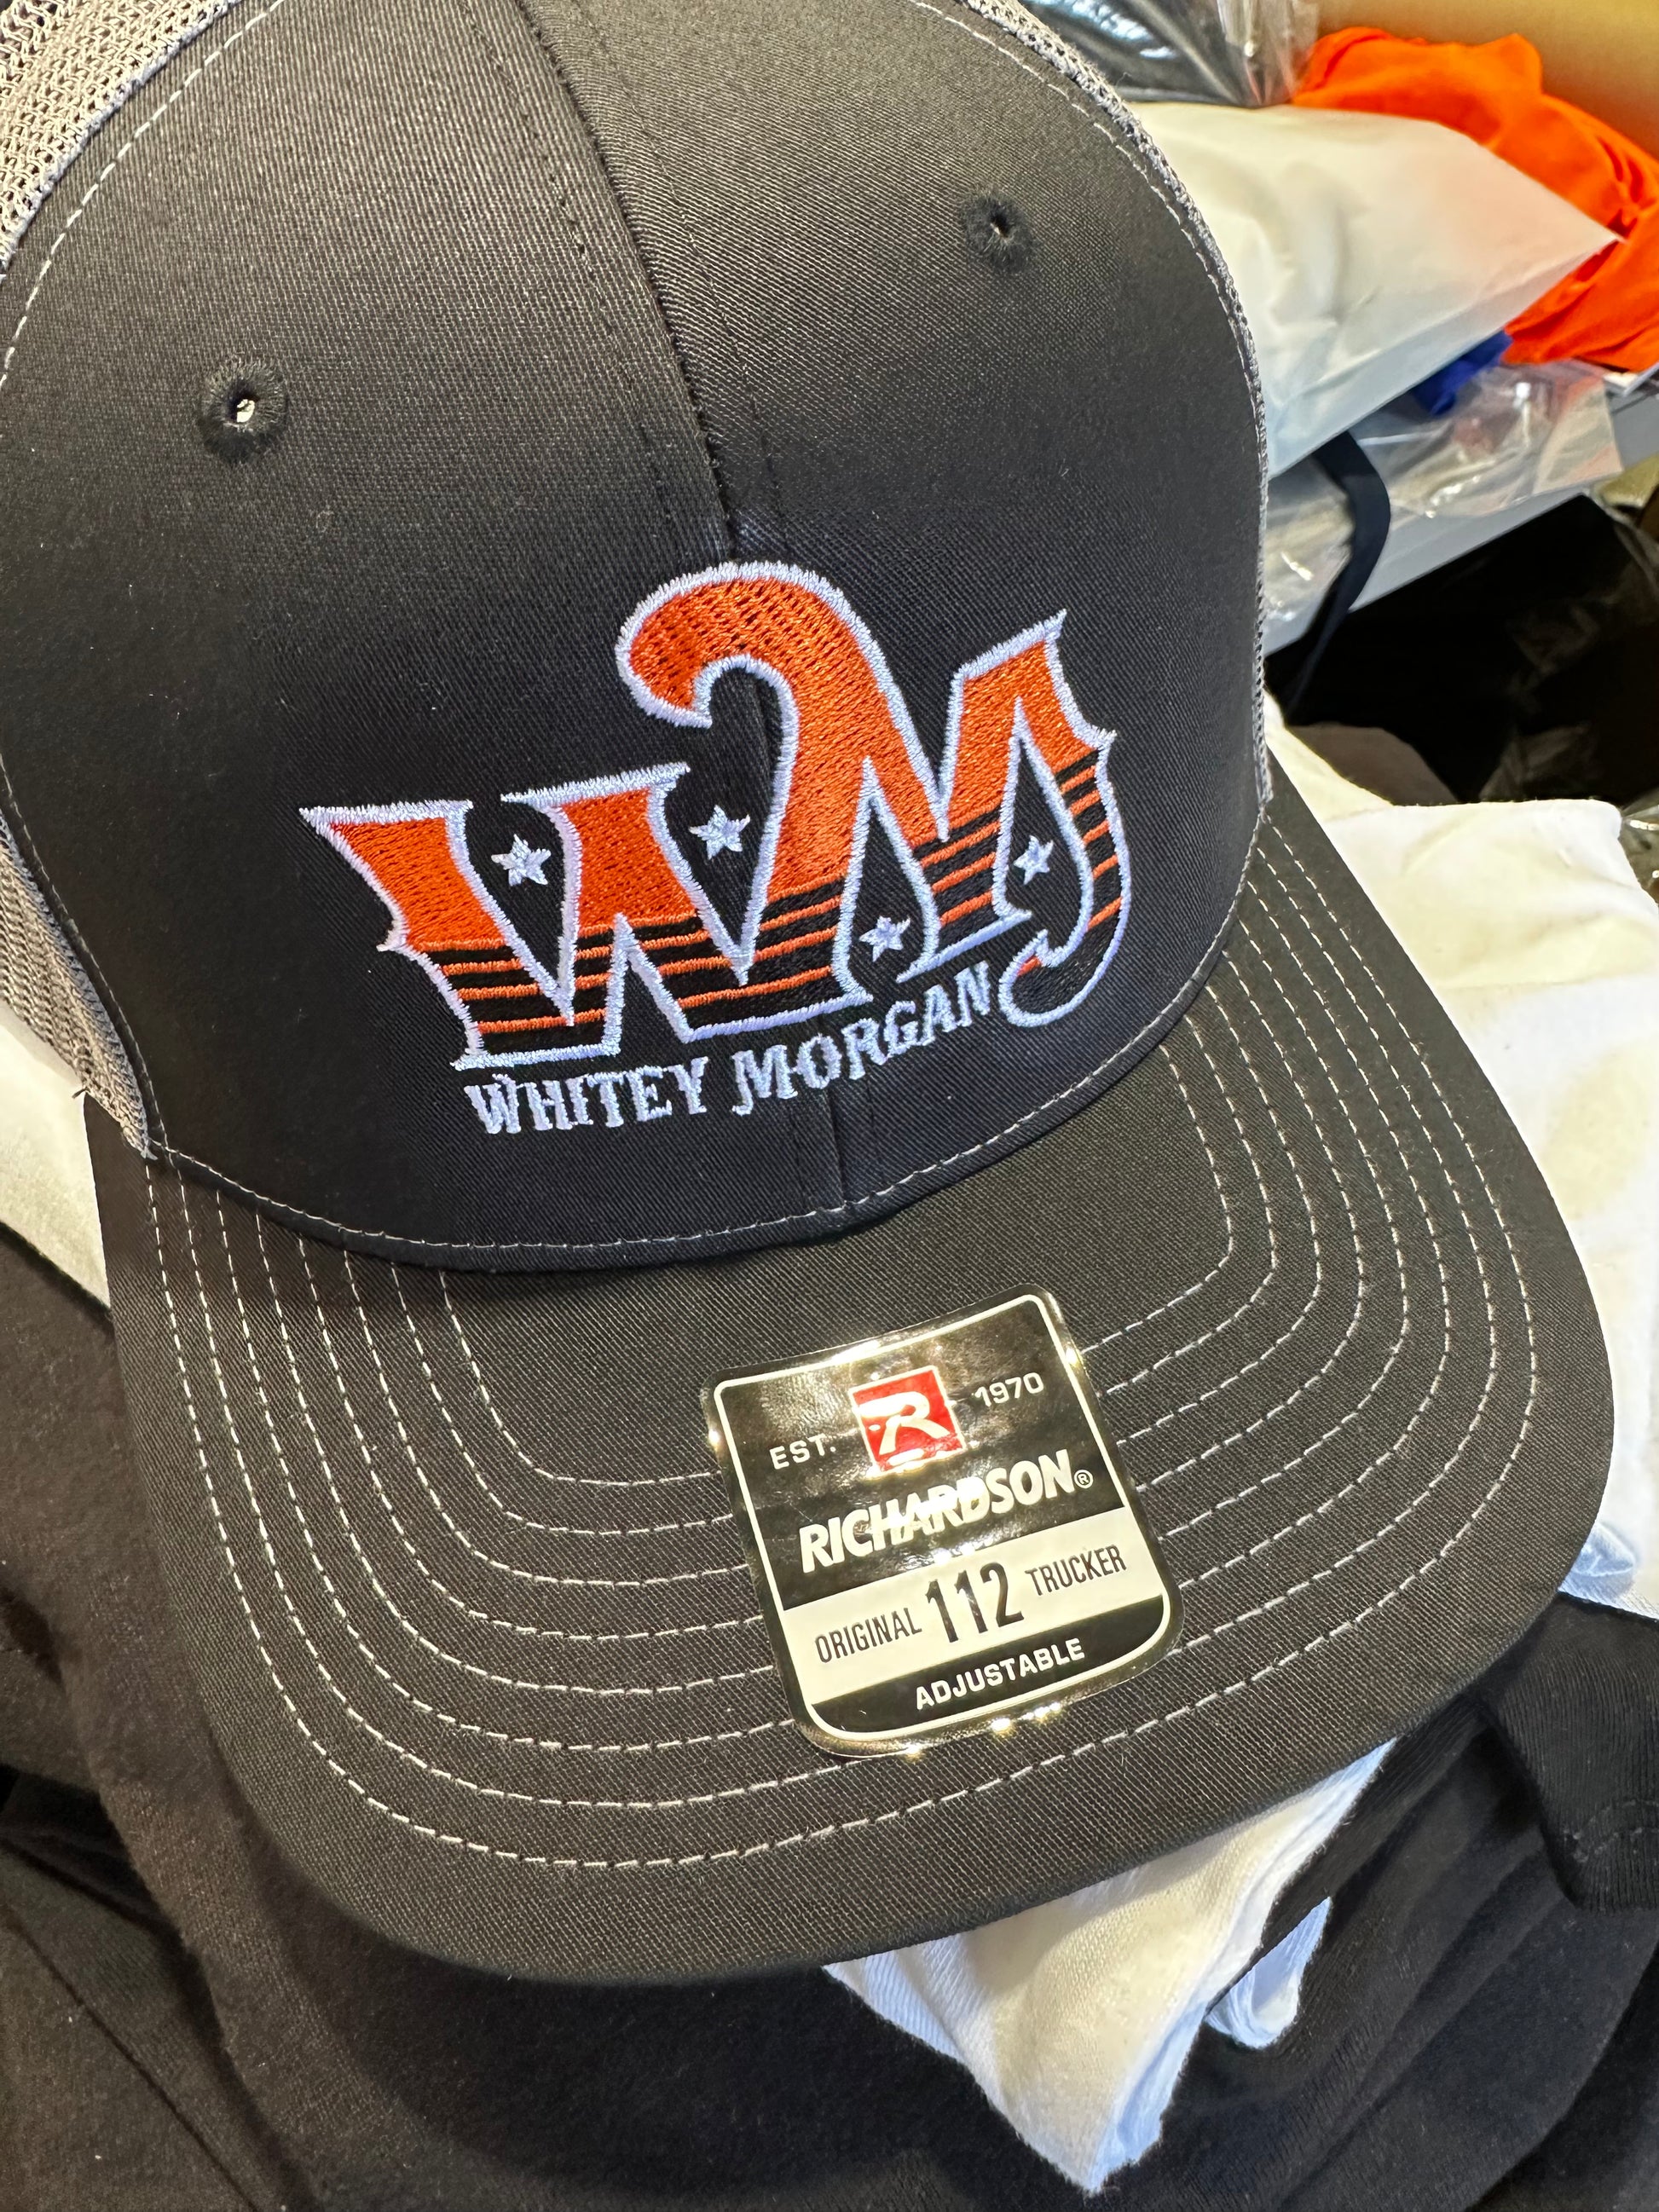 WM
WHITEY MORGAN
EST. R 1970
RICHARDSON®
ORIGINAL 112 TRUCKER
ADJUSTABLE